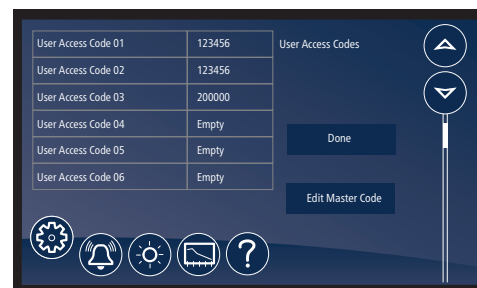 User Access Code 01 123456 User Access Codes
User Access Code 02 123456
User Access Code 03 200000
User Access Code 04 Empty
Done
User Access Code 05 Empty
User Access Code 06 Empty
Edit Master Code
?